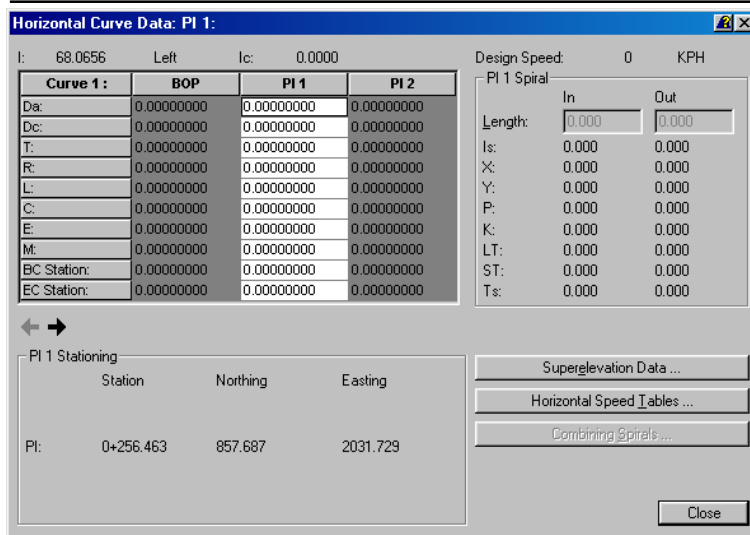 Horizontal Curve Data: PI 1:
I: 68.0656 Left Ic: 0.0000 Design Speed: 0 KPH
Curve 1 : BOP PI 1 PI 2
Da: 0.00000000 0.00000000 0.00000000
Dc: 0.00000000 0.00000000 0.00000000
T: 0.00000000 0.00000000 0.00000000
R: 0.00000000 0.00000000 0.00000000
L: 0.00000000 0.00000000 0.00000000
C: 0.00000000 0.00000000 0.00000000
E: 0.00000000 0.00000000 0.00000000
M: 0.00000000 0.00000000 0.00000000
BC Station: 0.00000000 0.00000000 0.00000000
EC Station: 0.00000000 0.00000000 0.00000000
PI 1 Spiral
In Out
Length: 0.000 0.000
Is: 0.000 0.000
X: 0.000 0.000
Y: 0.000 0.000
P: 0.000 0.000
K: 0.000 0.000
LT: 0.000 0.000
ST: 0.000 0.000
Ts: 0.000 0.000
PI 1 Stationing
Station Northing Easting
PI: 0+256.463 857.687 2031.729
Superelevation Data ...
Horizontal Speed Tables ...
Combining Spirals ...
Close